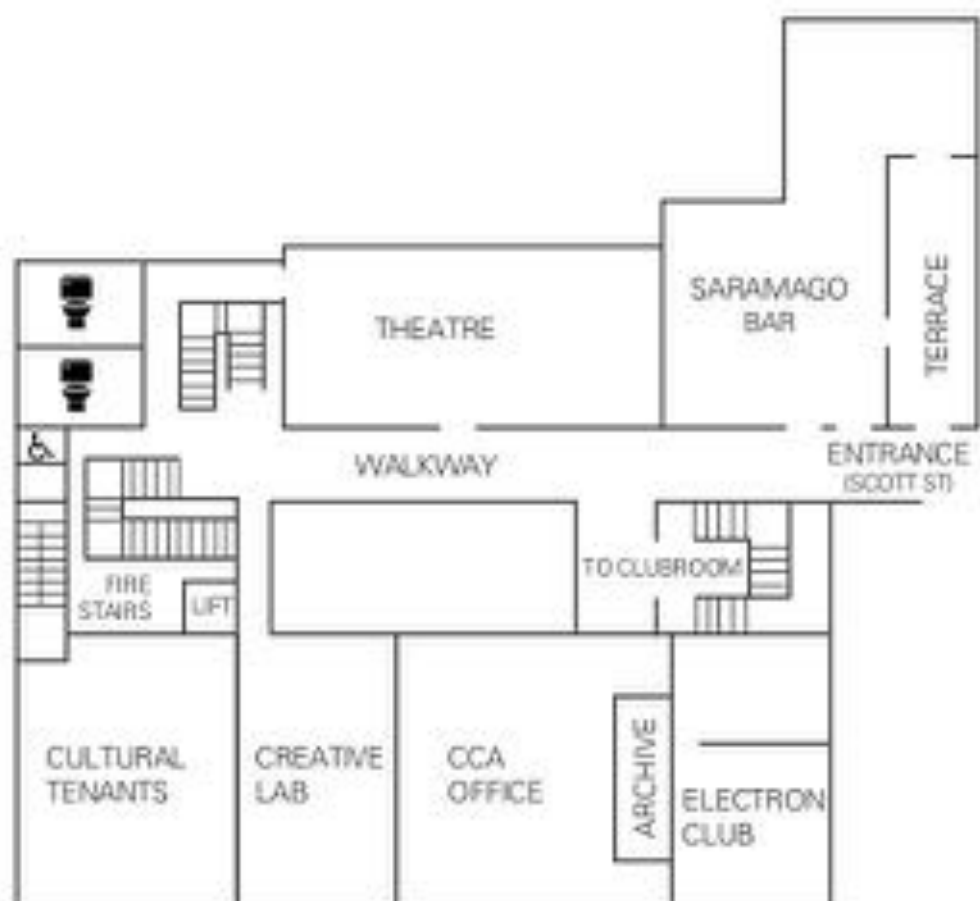 SARAMAGO
BAR
TERRACE
THEATRE
WALKWAY
ENTRANCE
(SCOTT ST)
TO CLUBROOM
FIRE
STAIRS
LIFT
CULTURAL
TENANTS
CREATIVE
LAB
CCA
OFFICE
ARCHIVE
ELECTRON
CLUB